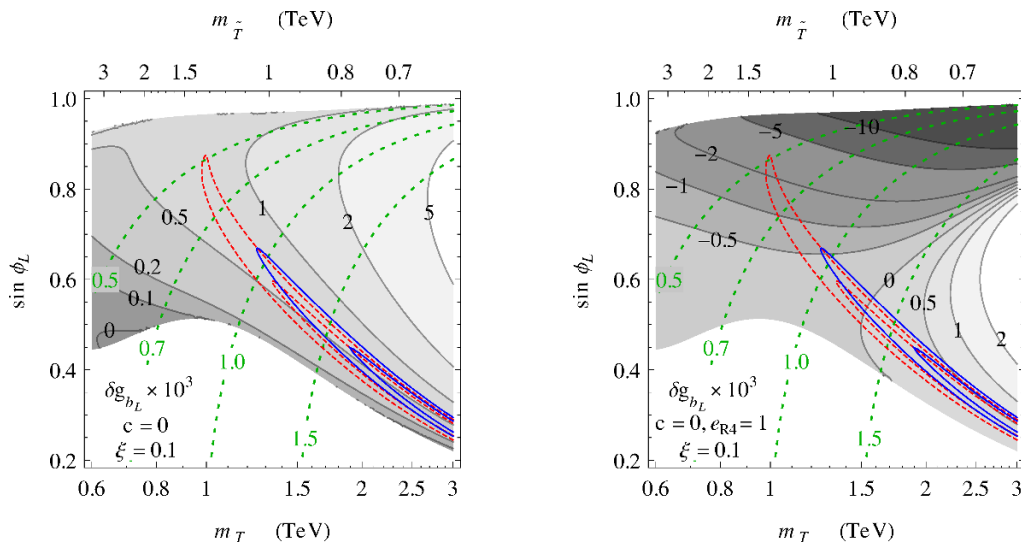 m_T̃ (TeV)
3 2 1.5 1 0.8 0.7
1.0
0.8
0.6
0.4
0.2
sin ϕ_L
0.5
0.2
0.1
0
1
2
5
0.5
0.7
1.0
1.5
δg_{b_L} × 10^3
c = 0
ξ = 0.1
0.6 0.8 1 1.5 2 2.5 3
m_T (TeV)
m_T̃ (TeV)
3 2 1.5 1 0.8 0.7
1.0
0.8
0.6
0.4
0.2
sin ϕ_L
−10
−5
−2
−1
−0.5
0
0.5
1
2
0.5
0.7
1.0
1.5
δg_{b_L} × 10^3
c = 0, e_{R4} = 1
ξ = 0.1
0.6 0.8 1 1.5 2 2.5 3
m_T (TeV)